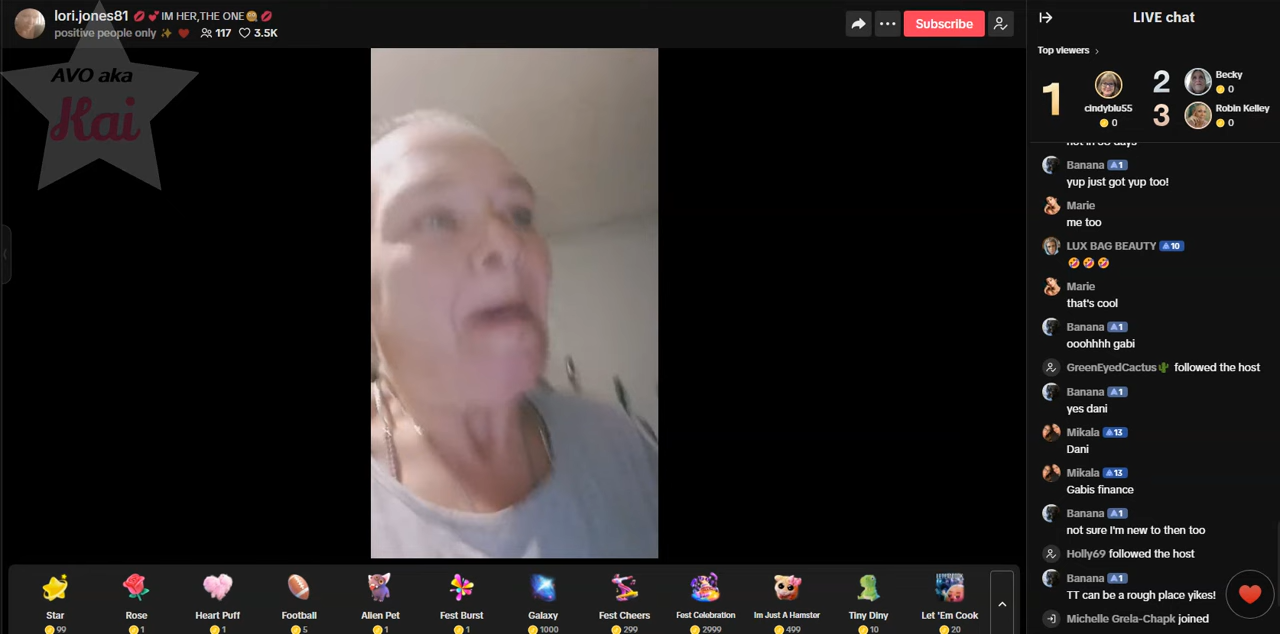 lori.jones81 💋💕IM HER,THE ONE🍪💋
positive people only ✨ ♥ 117 3.5K
Subscribe
AVO aka
Kai
LIVE chat
Top viewers
1
cindyblu55
0
2
Becky
0
3
Robin Kelley
0
Banana 1
yup just got yup too!
Marie
me too
LUX BAG BEAUTY 10
🤣 🤣 🤣
Marie
that's cool
Banana 1
ooohhhh gabi
GreenEyedCactus🌵 followed the host
Banana 1
yes dani
Mikala 13
Dani
Mikala 13
Gabis finance
Banana 1
not sure I'm new to then too
Holly69 followed the host
Banana 1
TT can be a rough place yikes!
Michelle Grela-Chapk joined
Star
99
Rose
1
Heart Puff
1
Football
5
Alien Pet
1
Fest Burst
1
Galaxy
1000
Fest Cheers
299
Fest Celebration
2999
Im Just A Hamster
499
Tiny Diny
10
Let 'Em Cook
20